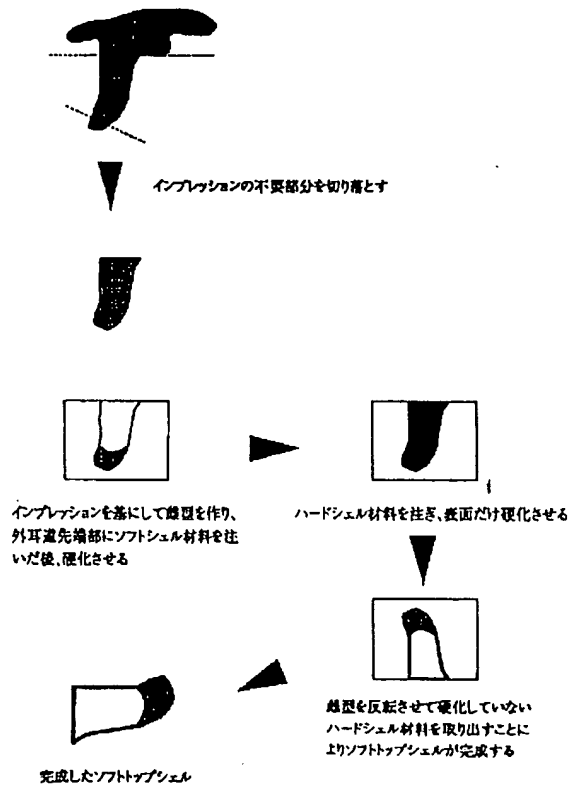 インプレッションの不要部分を切り落とす
インプレッションを基にして雌型を作り、
外耳道先端部にソフトシェル材料を注
いだ後、硬化させる
ハードシェル材料を注ぎ、表面だけ硬化させる
雌型を反転させて硬化していない
ハードシェル材料を取り出すことに
よりソフトトップシェルが完成する
完成したソフトトップシェル